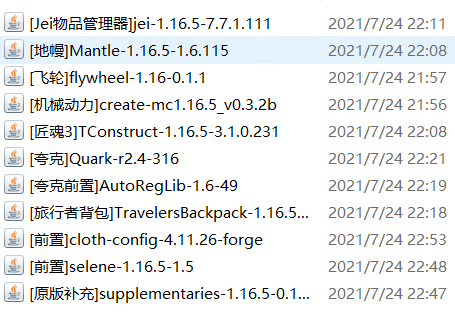 [Jei物品管理器]jei-1.16.5-7.7.1.111 2021/7/24 22:11
[地幔]Mantle-1.16.5-1.6.115 2021/7/24 22:08
[飞轮]flywheel-1.16-0.1.1 2021/7/24 21:57
[机械动力]create-mc1.16.5_v0.3.2b 2021/7/24 21:56
[匠魂3]TConstruct-1.16.5-3.1.0.231 2021/7/24 22:08
[夸克]Quark-r2.4-316 2021/7/24 22:21
[夸克前置]AutoRegLib-1.6-49 2021/7/24 22:19
[旅行者背包]TravelersBackpack-1.16.5... 2021/7/24 22:18
[前置]cloth-config-4.11.26-forge 2021/7/24 22:53
[前置]selene-1.16.5-1.5 2021/7/24 22:48
[原版补充]supplementaries-1.16.5-0.1... 2021/7/24 22:47